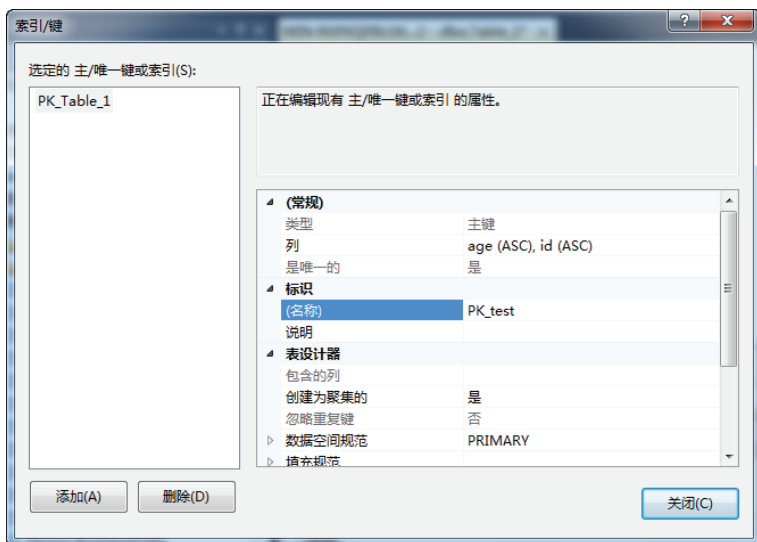 索引/键
选定的 主/唯一键或索引(S):
PK_Table_1
正在编辑现有 主/唯一键或索引 的属性。
(常规)
类型 主键
列 age (ASC), id (ASC)
是唯一的 是
标识
(名称) PK_test
说明
表设计器
包含的列
创建为聚集的 是
忽略重复键 否
数据空间规范 PRIMARY
填充规范
添加(A) 删除(D) 关闭(C)